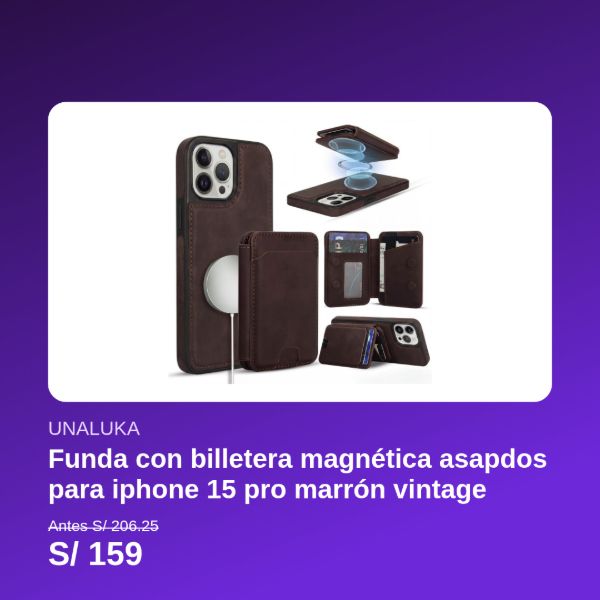 UNALUKA
Funda con billetera magnética asapdos
para iphone 15 pro marrón vintage
Antes S/ 206.25
S/ 159